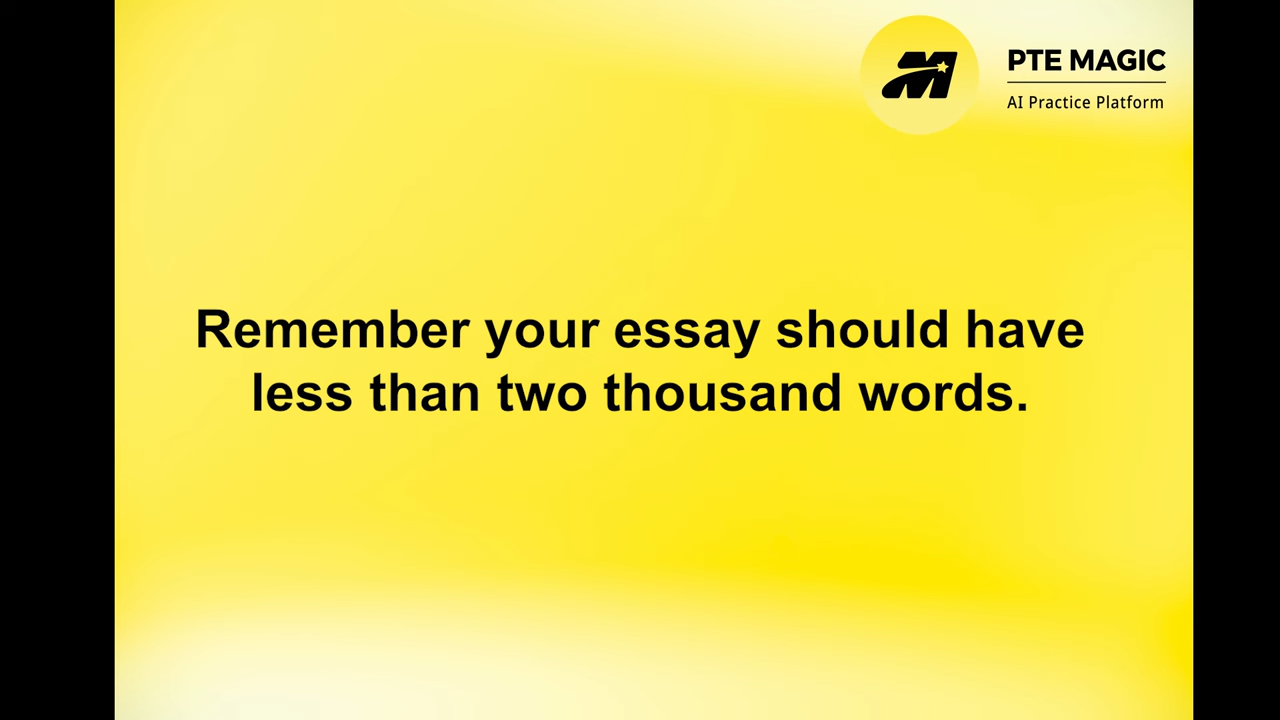 PTE MAGIC
AI Practice Platform
Remember your essay should have
less than two thousand words.